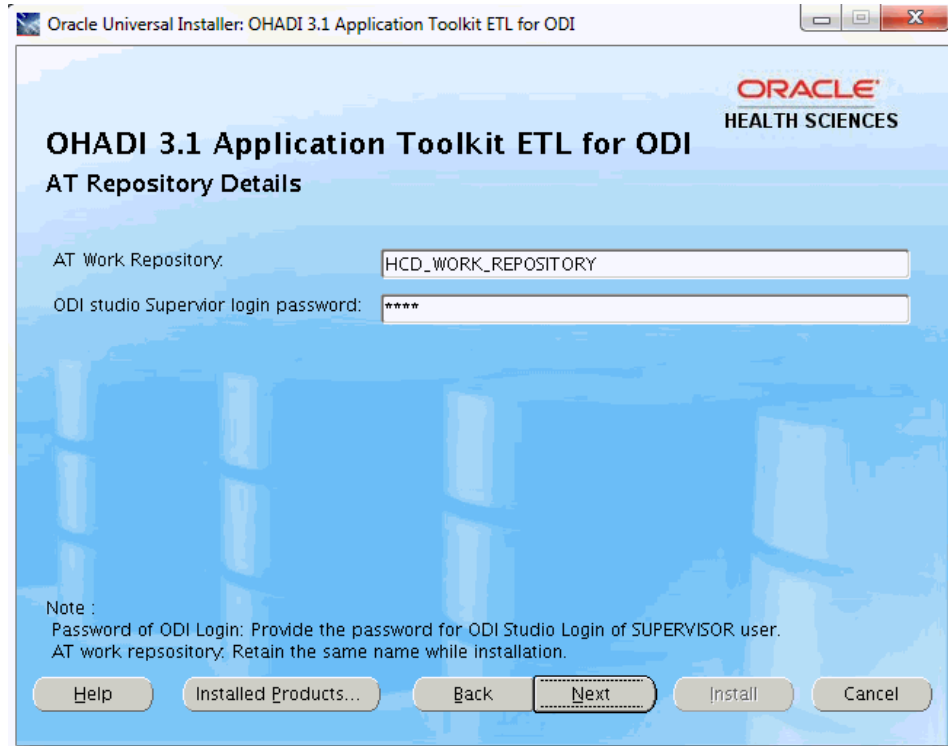 Oracle Universal Installer: OHADI 3.1 Application Toolkit ETL for ODI
ORACLE
HEALTH SCIENCES
OHADI 3.1 Application Toolkit ETL for ODI
AT Repository Details
AT Work Repository:
HCD_WORK_REPOSITORY
ODI studio Supervior login password:
****
Note :
Password of ODI Login: Provide the password for ODI Studio Login of SUPERVISOR user.
AT work repsository: Retain the same name while installation.
Help
Installed Products...
Back
Next
Install
Cancel